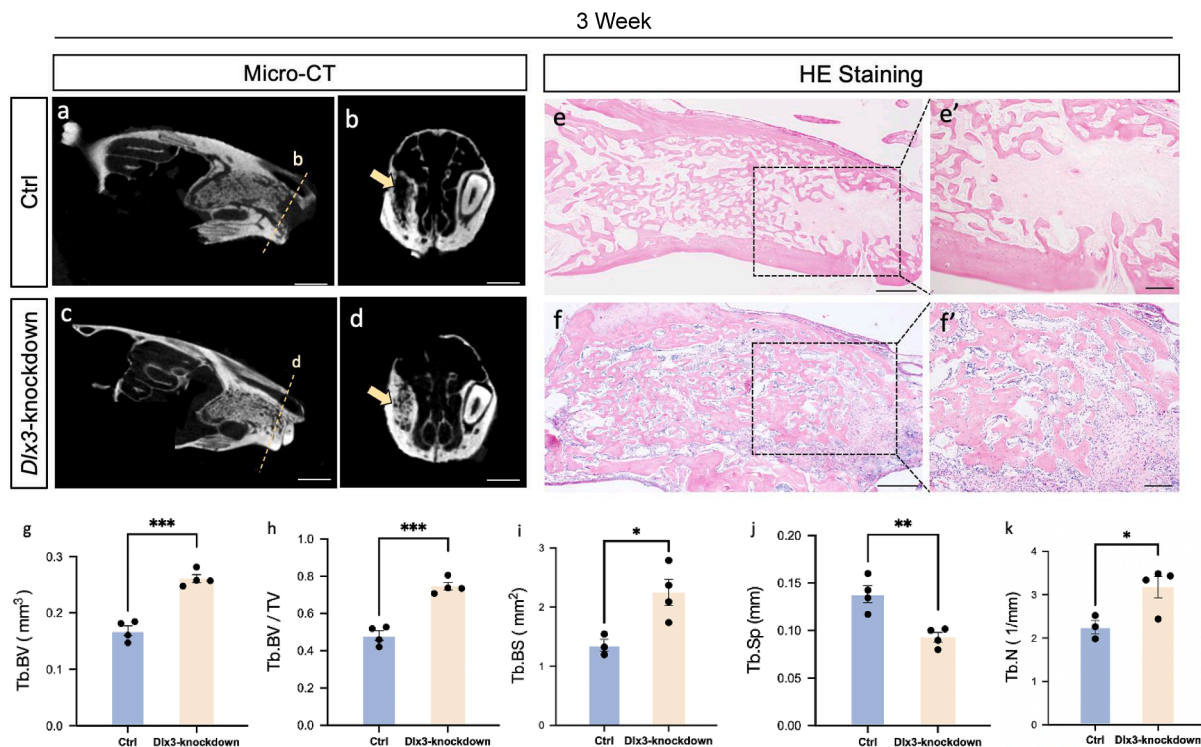 3 Week
Micro-CT
HE Staining
Ctrl
a
b
b
e
e'
Dlx3-knockdown
c
d
d
f
f'
g
***
Tb.BV ( mm³)
0.3
0.2
0.1
0.0
Ctrl
Dlx3-knockdown
h
***
Tb.BV / TV
1.0
0.8
0.6
0.4
0.2
0.0
Ctrl
Dlx3-knockdown
i
*
Tb.BS ( mm²)
3
2
1
0
Ctrl
Dlx3-knockdown
j
**
Tb.Sp (mm)
0.20
0.15
0.10
0.05
0.00
Ctrl
Dlx3-knockdown
k
*
Tb.N ( 1/mm)
4
3
2
1
0
Ctrl
Dlx3-knockdown